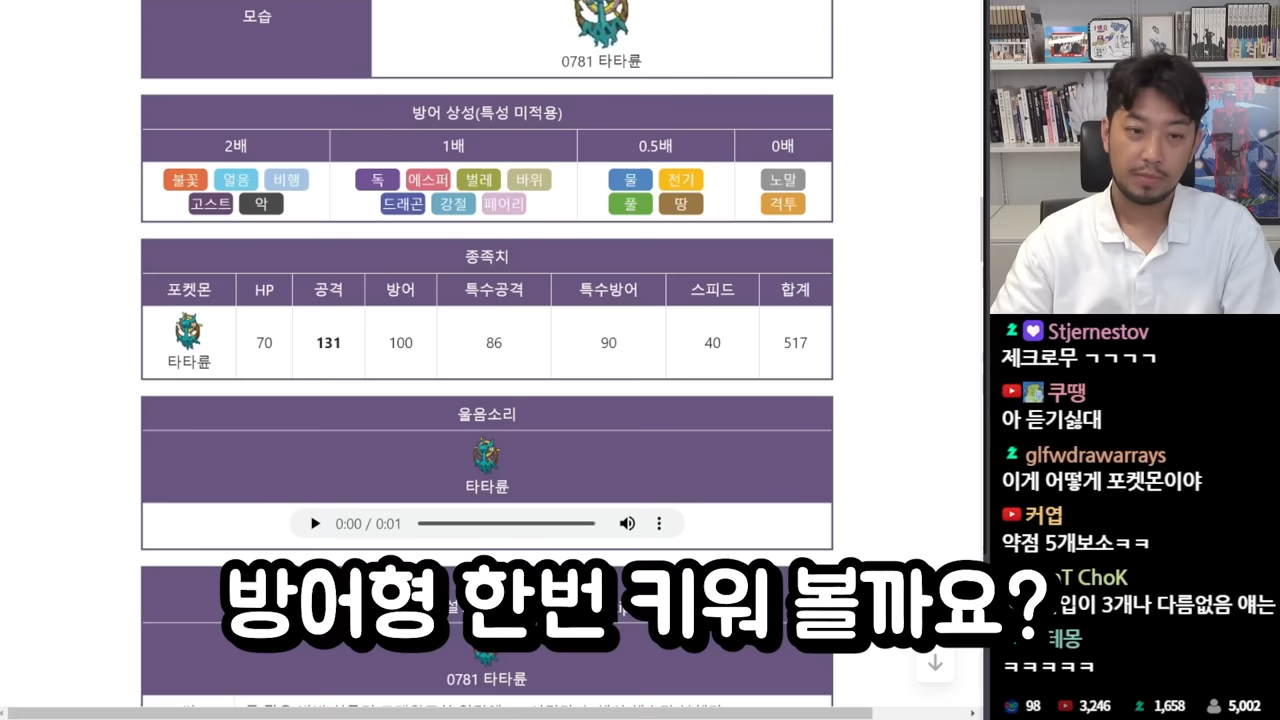 모습
0781 타타륜
방어 상성(특성 미적용)
2배 1배 0.5배 0배
불꽃 얼음 비행 독 에스퍼 벌레 바위 물 전기 노말
고스트 악 드래곤 강철 페어리 풀 땅 격투
종족치
포켓몬 HP 공격 방어 특수공격 특수방어 스피드 합계
타타륜 70 131 100 86 90 40 517
울음소리
타타륜
0:00 / 0:01
방어형 한번 키워 볼까요?
0781 타타륜
Stjernestov
제크로무 ㄱㄱㄱㄱ
쿠땡
아 듣기싫대
glfwdrawarrays
이게 어떻게 포켓몬이야
커엽
약점 5개보소ㅋㅋ
T ChoK
입이 3개나 다름없음 얘는
테몽
ㅋㅋㅋㅋㅋ
98 3,246 1,658 5,002